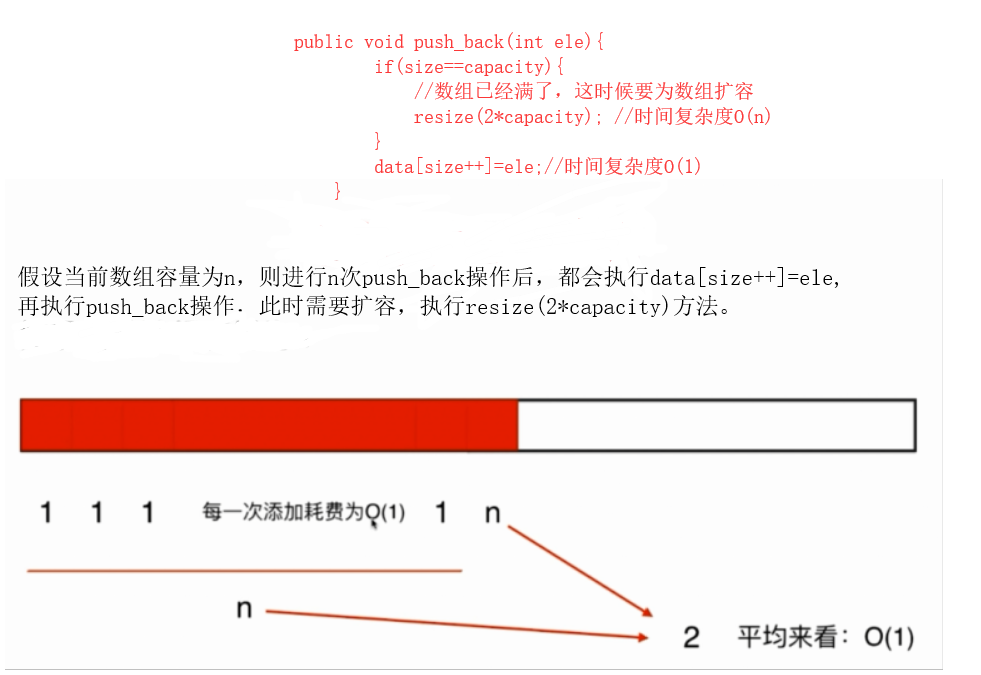 public void push_back(int ele){
if(size==capacity){
//数组已经满了，这时候要为数组扩容
resize(2*capacity); //时间复杂度O(n)
}
data[size++]=ele;//时间复杂度O(1)
}
假设当前数组容量为n，则进行n次push_back操作后，都会执行data[size++]=ele,
再执行push_back操作．此时需要扩容，执行resize(2*capacity)方法。
1 1 1 每一次添加耗费为O(1) 1 n
n
2 平均来看：O(1)